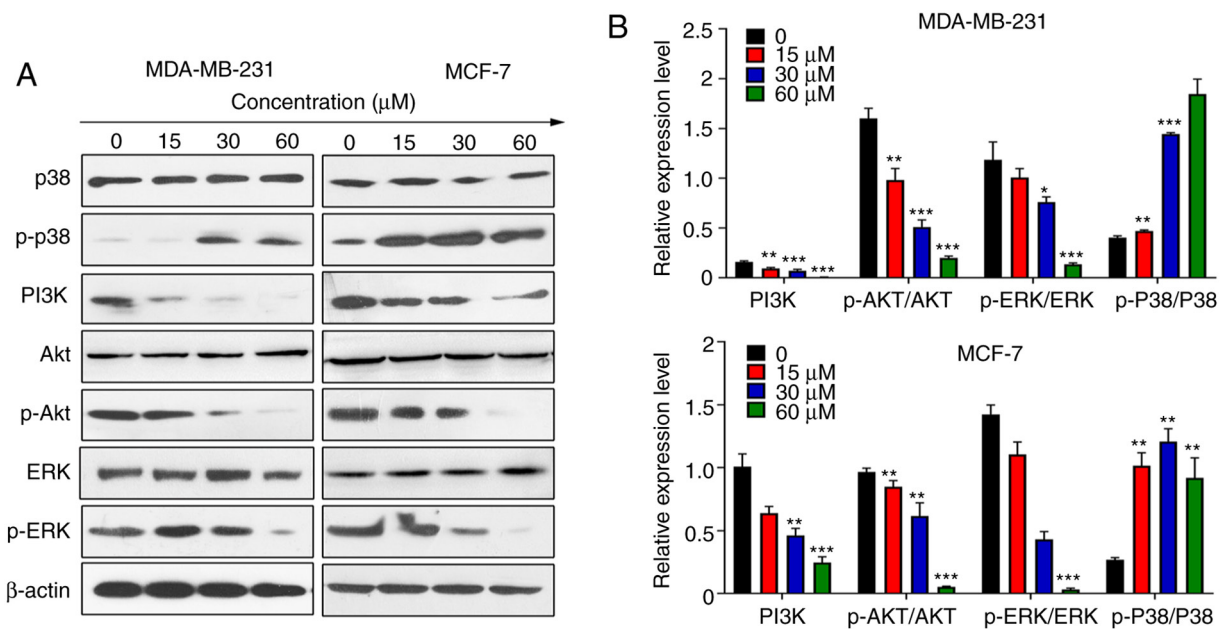 A
MDA-MB-231 MCF-7
Concentration (μM)
0 15 30 60 0 15 30 60
p38
p-p38
PI3K
Akt
p-Akt
ERK
p-ERK
β-actin
B
MDA-MB-231
Relative expression level
2.5
2.0
1.5
1.0
0.5
0
0
15 μM
30 μM
60 μM
** *** ***
** *** ***
* ***
** ***
PI3K p-AKT/AKT p-ERK/ERK p-P38/P38
MCF-7
Relative expression level
2
1.5
1.0
0.5
0
0
15 μM
30 μM
60 μM
** ***
** ** ***
***
** ** **
PI3K p-AKT/AKT p-ERK/ERK p-P38/P38